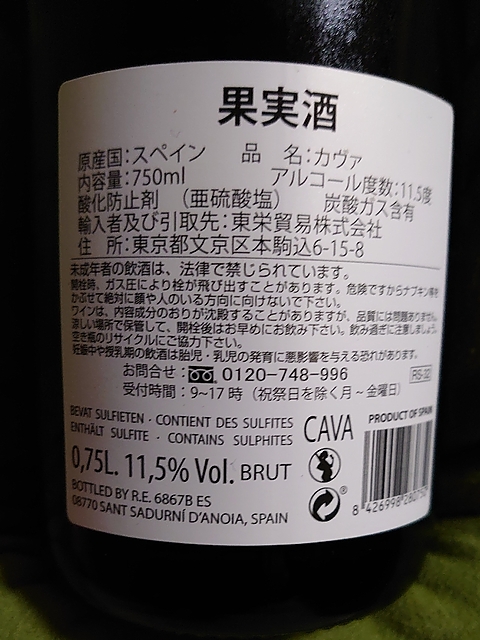 果実酒
原産国:スペイン 品 名:カヴァ
内容量:750ml アルコール度数:11.5度
酸化防止剤 (亜硫酸塩) 炭酸ガス含有
輸入者及び引取先:東栄貿易株式会社
住 所:東京都文京区本駒込6-15-8
未成年者の飲酒は、法律で禁じられています。
開栓時、ガス圧により栓が飛び出すことがあります。危険ですからナプキン等を
かぶせて絶対に顔や人のいる方向に向けないで下さい。
ワインは、内容成分のおりが沈殿することがありますが、品質には問題ありません。
涼しい場所で保管して、開栓後はお早めにお飲み下さい。飲み過ぎに注意しましょう。
空き瓶のリサイクルにご協力下さい。
妊娠中や授乳期の飲酒は胎児・乳児の発育に悪影響を与える恐れがあります。
お問合せ: 0120-748-996
受付時間:9~17時(祝祭日を除く月~金曜日) RS-32
BEVAT SULFIETEN · CONTIENT DES SULFITES
ENTHÄLT SULFITE · CONTAINS SULPHITES
CAVA
PRODUCT OF SPAIN
0,75L. 11,5% Vol. BRUT
BOTTLED BY R.E. 6867B ES
08770 SANT SADURNÍ D'ANOIA, SPAIN
®